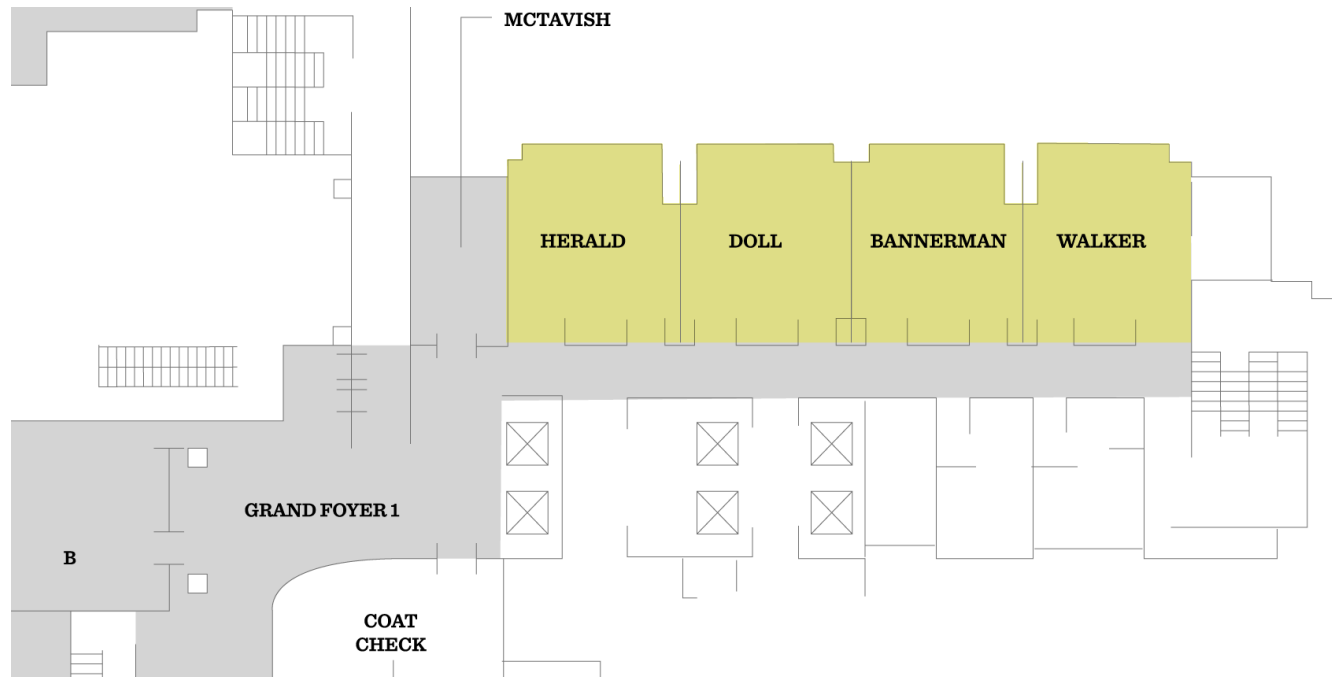 MCTAVISH
HERALD
DOLL
BANNERMAN
WALKER
GRAND FOYER 1
B
COAT
CHECK